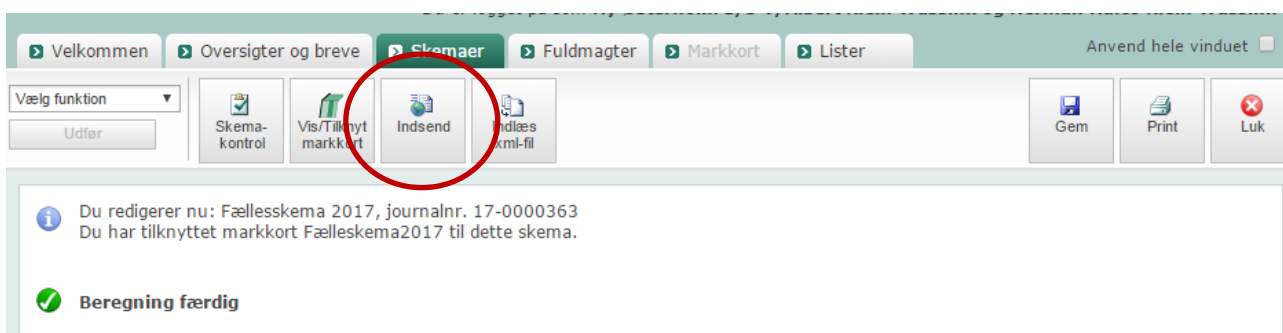 Velkommen Oversigter og breve Skemaer Fuldmagter Markkort Lister Anvend hele vinduet
Vælg funktion
Udfør
Skema-
kontrol
Vis/Tilknyt
markkort
Indsend
Indlæs
xml-fil
Gem
Print
Luk
Du redigerer nu: Fællesskema 2017, journalnr. 17-0000363
Du har tilknyttet markkort Fælleskema2017 til dette skema.
Beregning færdig